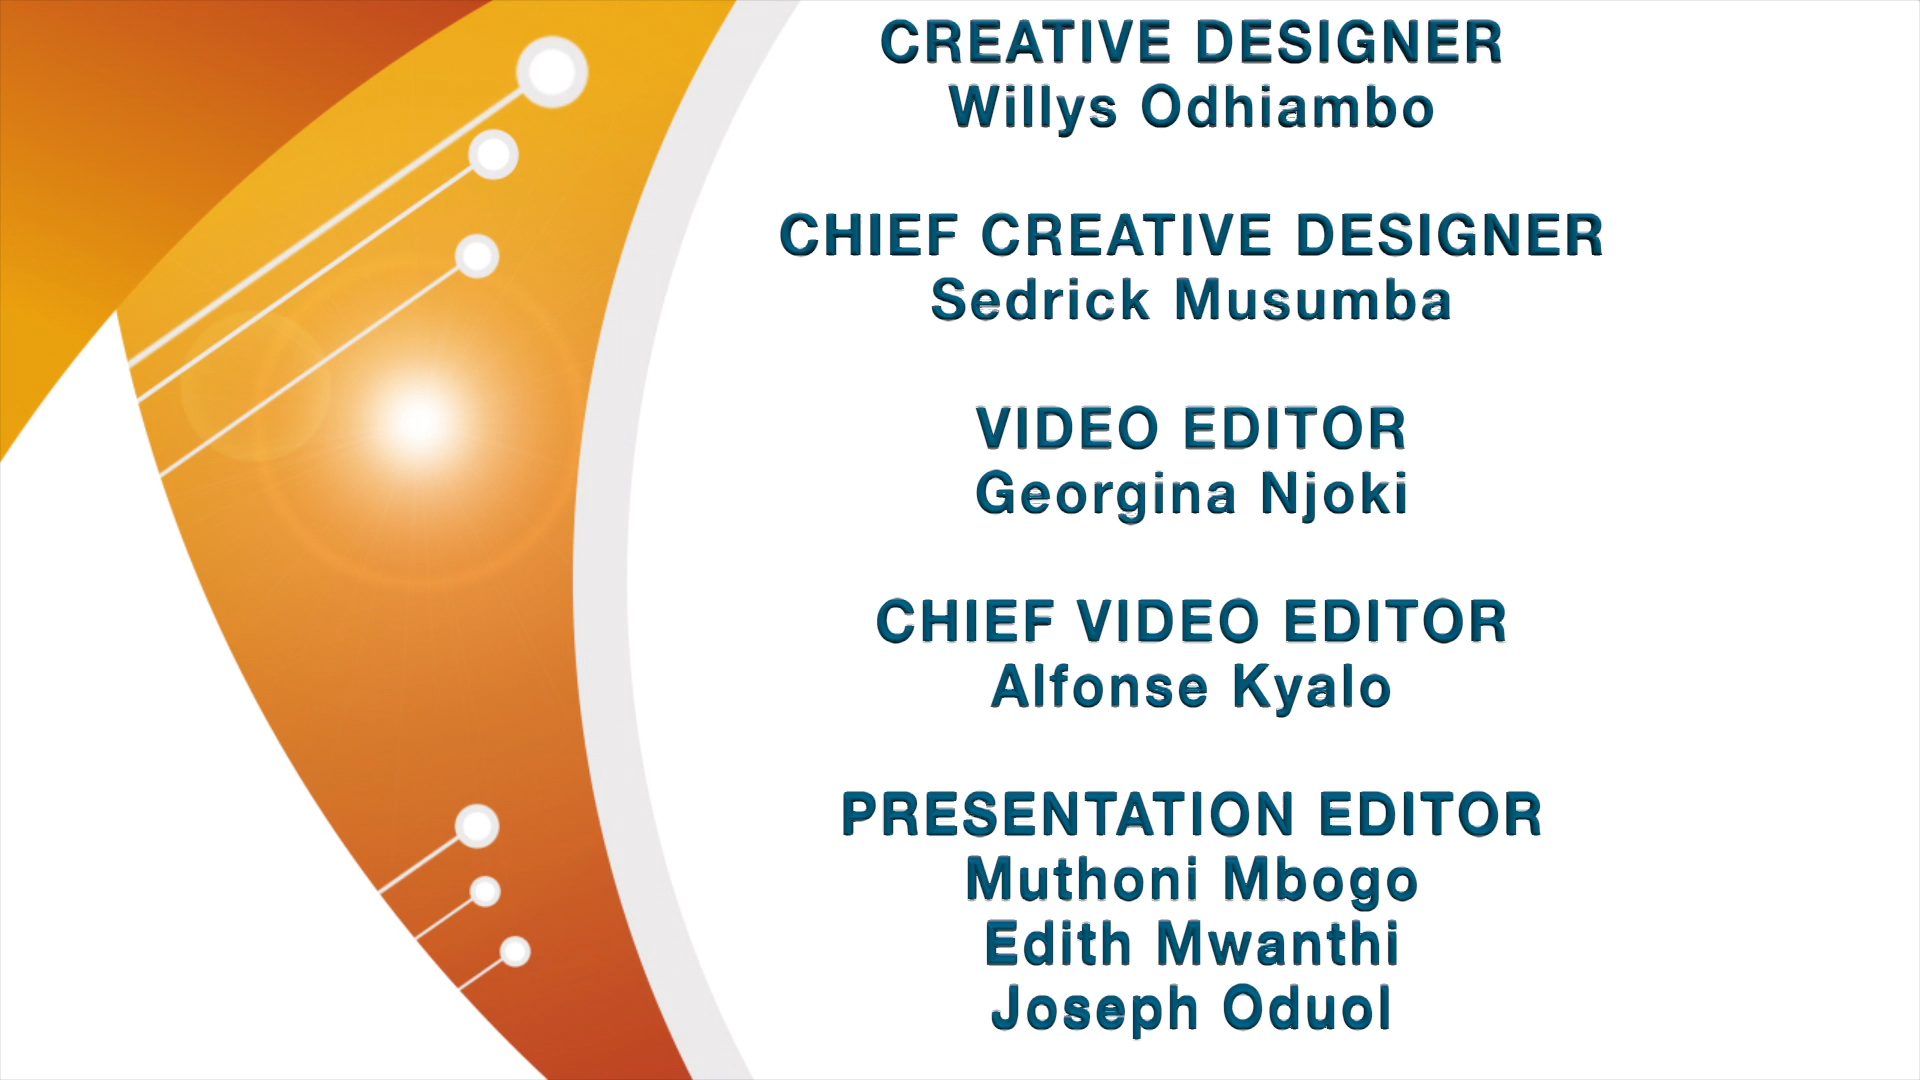 CREATIVE DESIGNER
Willys Odhiambo
CHIEF CREATIVE DESIGNER
Sedrick Musumba
VIDEO EDITOR
Georgina Njoki
CHIEF VIDEO EDITOR
Alfonse Kyalo
PRESENTATION EDITOR
Muthoni Mbogo
Edith Mwanthi
Joseph Oduol